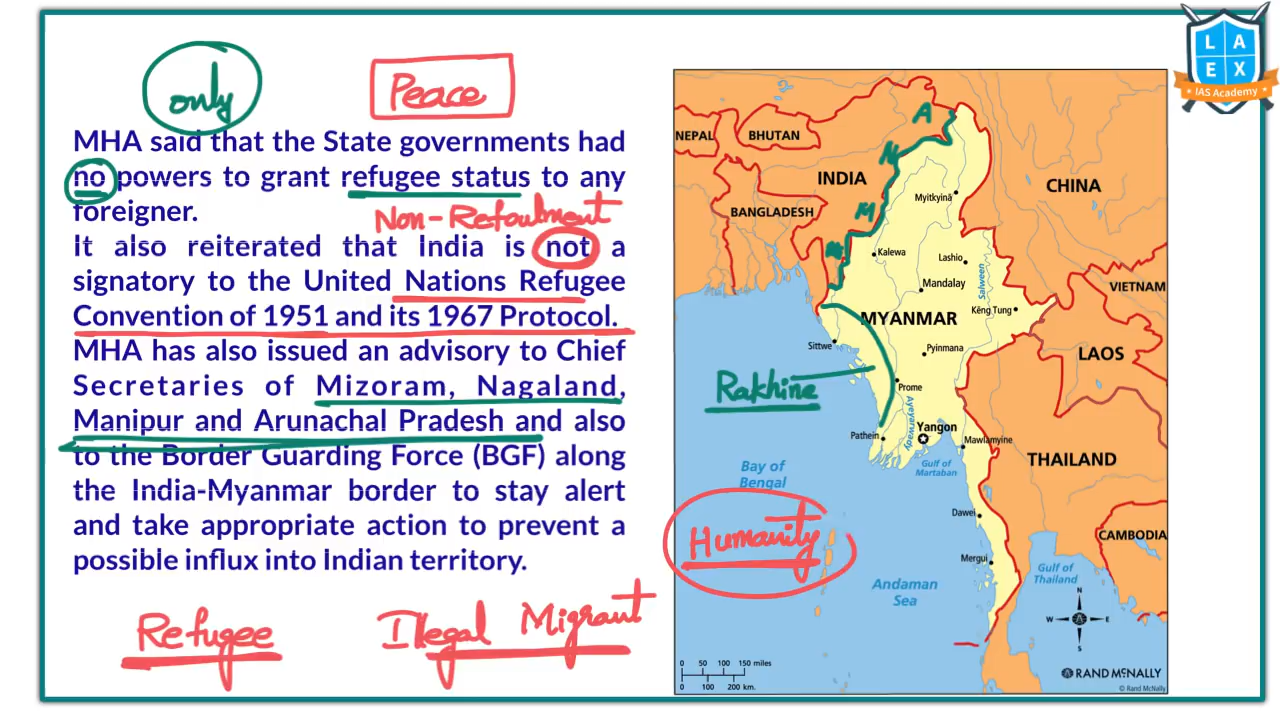 only
Peace
MHA said that the State governments had
no powers to grant refugee status to any
foreigner.
Non-Refoulment
It also reiterated that India is not a
signatory to the United Nations Refugee
Convention of 1951 and its 1967 Protocol.
MHA has also issued an advisory to Chief
Secretaries of Mizoram, Nagaland,
Manipur and Arunachal Pradesh and also
to the Border Guarding Force (BGF) along
the India-Myanmar border to stay alert
and take appropriate action to prevent a
possible influx into Indian territory.
Refugee
Illegal Migrant
L A
E X
IAS Academy
A
N
M
M
NEPAL
BHUTAN
INDIA
CHINA
BANGLADESH
Myitkyinā
Kalewa
Lashio
Salween
Mandalay
VIETNAM
Kēng Tung
MYANMAR
Sittwe
Pyinmana
LAOS
Rakhine
Prome
Ayeyarwady
Pathein
Yangon
Mawlamyine
Gulf of
Martaban
THAILAND
Bay of
Bengal
Dawei
Humanity
CAMBODIA
Mergui
Andaman
Sea
Gulf of
Thailand
N
W E
S
0 50 100 150 miles
0 100 200 km.
RAND McNALLY
© Rand McNally